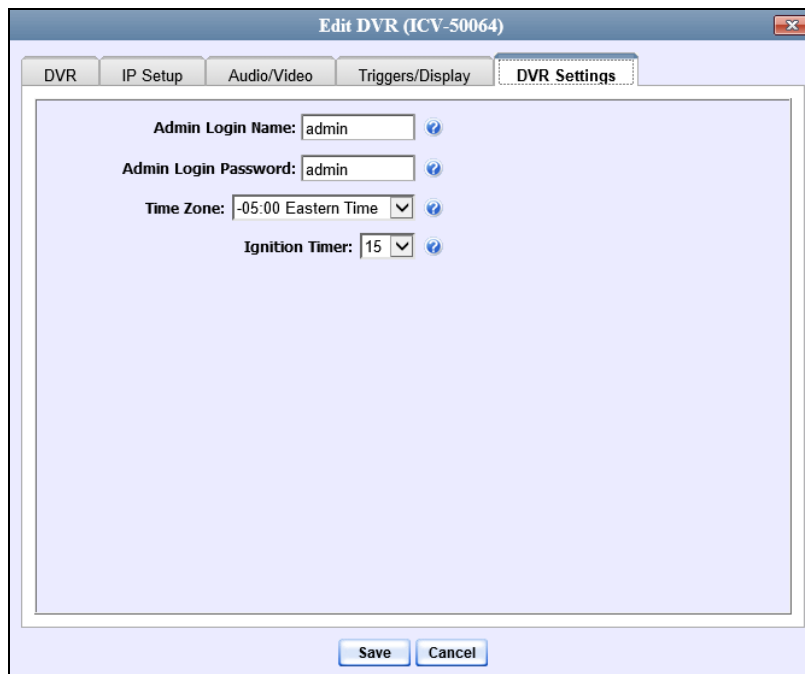 Edit DVR (ICV-50064)
DVR IP Setup Audio/Video Triggers/Display DVR Settings
Admin Login Name: admin
Admin Login Password: admin
Time Zone: -05:00 Eastern Time
Ignition Timer: 15
Save Cancel